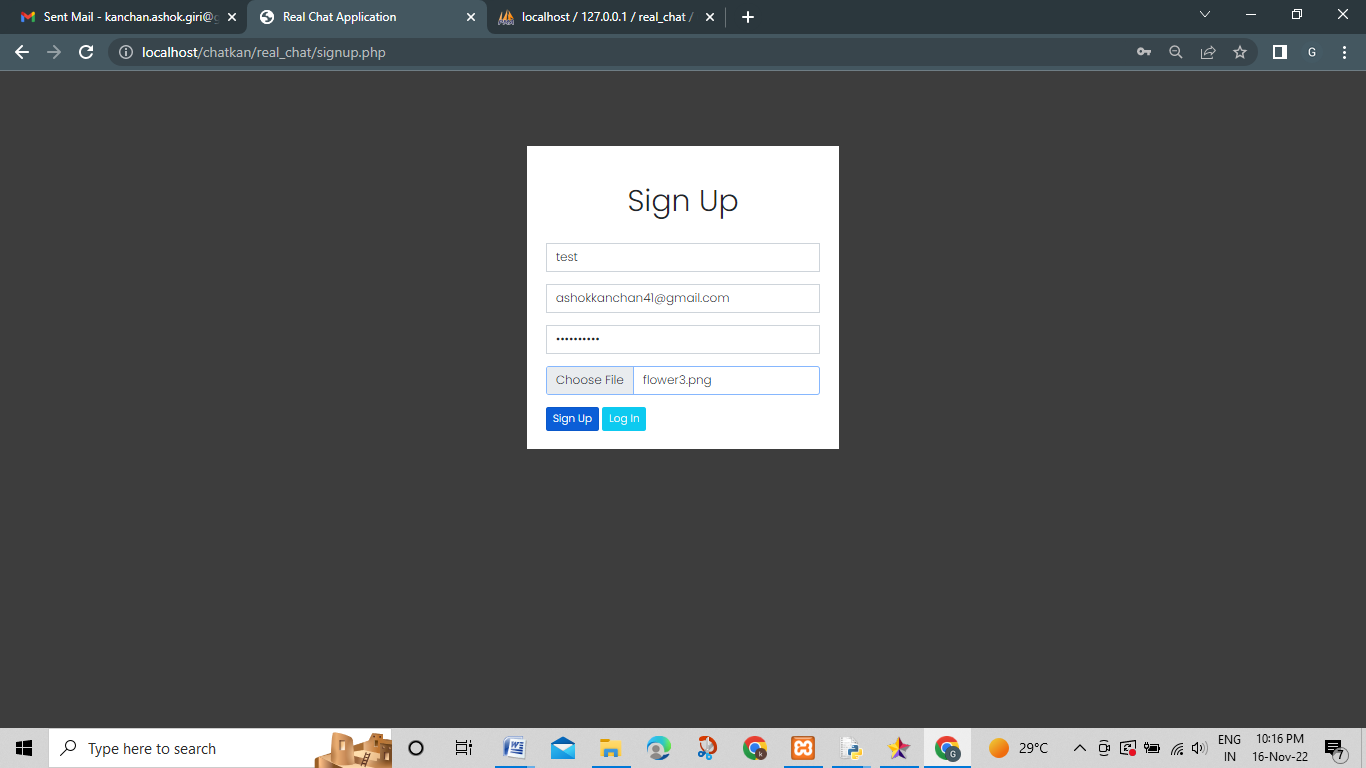 Sent Mail - kanchan.ashok.giri@g
Real Chat Application
localhost / 127.0.0.1 / real_chat /
localhost/chatkan/real_chat/signup.php
G
Sign Up
test
ashokkanchan41@gmail.com
••••••••••
Choose File flower3.png
Sign Up Log In
Type here to search
29°C
ENG
IN
10:16 PM
16-Nov-22
7